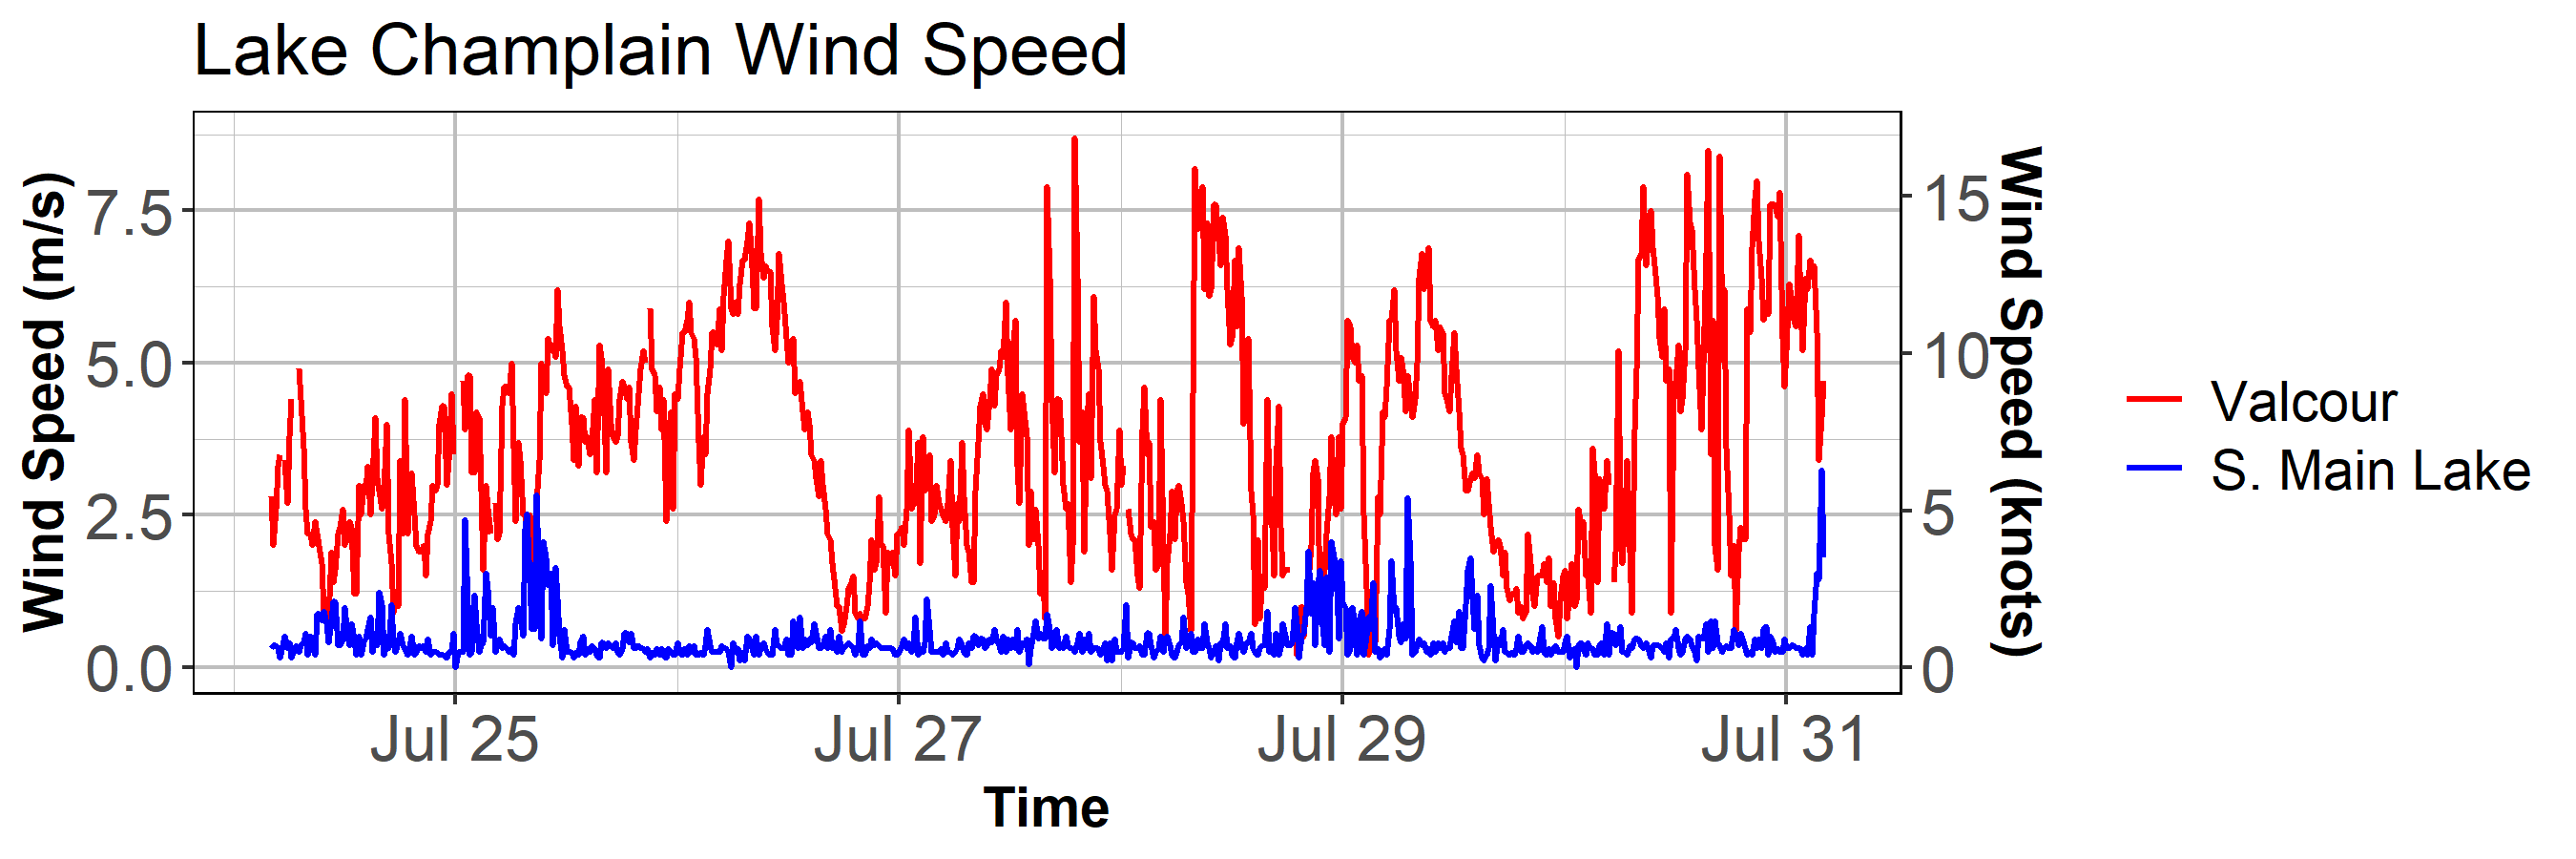 Lake Champlain Wind Speed
Wind Speed (m/s)
7.5
5.0
2.5
0.0
15
10
5
0
Wind Speed (knots)
Jul 25
Jul 27
Jul 29
Jul 31
Time
Valcour
S. Main Lake